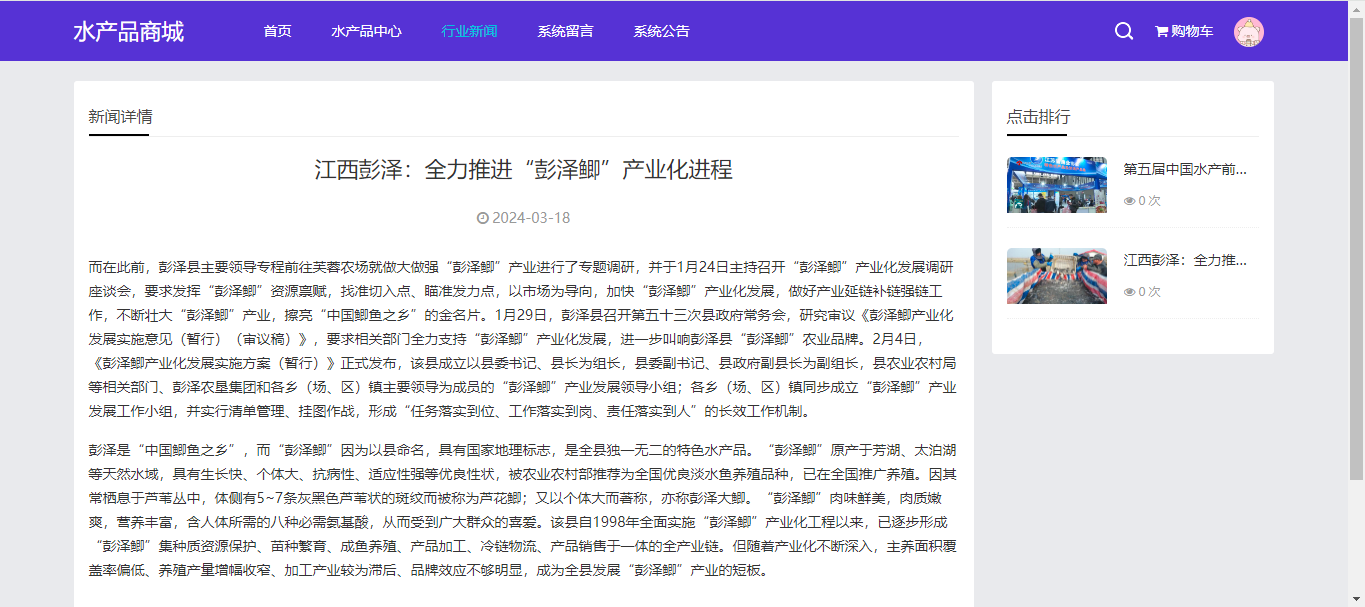 水产品商城
首页
水产品中心
行业新闻
系统留言
系统公告
购物车
新闻详情
江西彭泽：全力推进“彭泽鲫”产业化进程
2024-03-18
而在此前，彭泽县主要领导专程前往芙蓉农场就做大做强“彭泽鲫”产业进行了专题调研，并于1月24日主持召开“彭泽鲫”产业化发展调研
座谈会，要求发挥“彭泽鲫”资源禀赋，找准切入点、瞄准发力点，以市场为导向，加快“彭泽鲫”产业化发展，做好产业延链补链强链工
作，不断壮大“彭泽鲫”产业，擦亮“中国鲫鱼之乡”的金名片。1月29日，彭泽县召开第五十三次县政府常务会，研究审议《彭泽鲫产业化
发展实施意见（暂行）（审议稿）》，要求相关部门全力支持“彭泽鲫”产业化发展，进一步叫响彭泽县“彭泽鲫”农业品牌。2月4日，
《彭泽鲫产业化发展实施方案（暂行）》正式发布，该县成立以县委书记、县长为组长，县委副书记、县政府副县长为副组长，县农业农村局
等相关部门、彭泽农垦集团和各乡（场、区）镇主要领导为成员的“彭泽鲫”产业发展领导小组；各乡（场、区）镇同步成立“彭泽鲫”产业
发展工作小组，并实行清单管理、挂图作战，形成“任务落实到位、工作落实到岗、责任落实到人”的长效工作机制。
彭泽是“中国鲫鱼之乡”，而“彭泽鲫”因为以县命名，具有国家地理标志，是全县独一无二的特色水产品。“彭泽鲫”原产于芳湖、太泊湖
等天然水域，具有生长快、个体大、抗病性、适应性强等优良性状，被农业农村部推荐为全国优良淡水鱼养殖品种，已在全国推广养殖。因其
常栖息于芦苇丛中，体侧有5~7条灰黑色芦苇状的斑纹而被称为芦花鲫；又以个体大而著称，亦称彭泽大鲫。“彭泽鲫”肉味鲜美，肉质嫩
爽，营养丰富，含人体所需的八种必需氨基酸，从而受到广大群众的喜爱。该县自1998年全面实施“彭泽鲫”产业化工程以来，已逐步形成
“彭泽鲫”集种质资源保护、苗种繁育、成鱼养殖、产品加工、冷链物流、产品销售于一体的全产业链。但随着产业化不断深入，主养面积覆
盖率偏低、养殖产量增幅收窄、加工产业较为滞后、品牌效应不够明显，成为全县发展“彭泽鲫”产业的短板。
点击排行
第五届中国水产前...
0 次
江西彭泽：全力推...
0 次